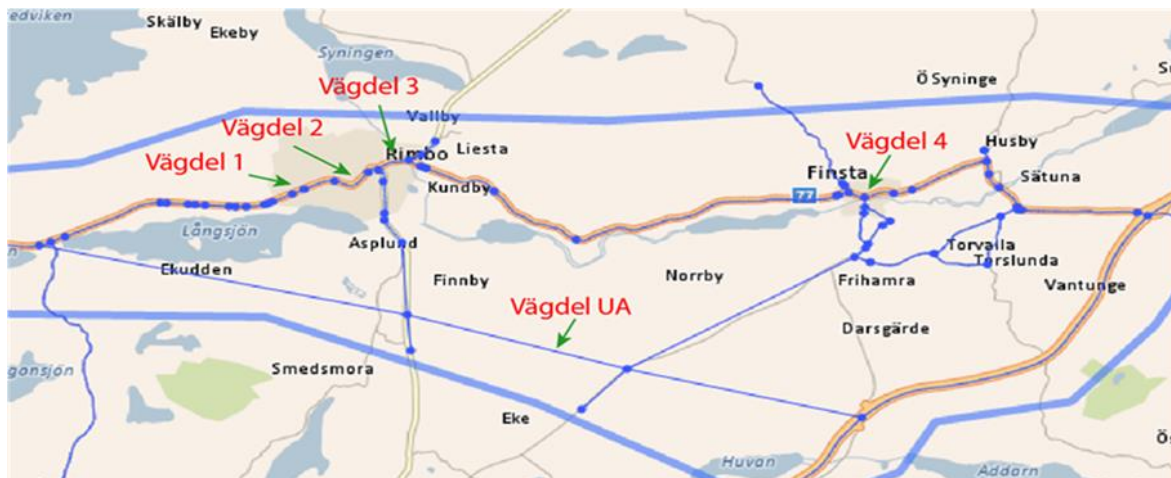 Skälby
Ekeby
Syningen
Ö Syninge
Vägdel 3
Vallby
Vägdel 2
Rimbo
Liesta
Vägdel 4
Husby
Vägdel 1
Kundby
Finsta
Sätuna
77
Långsjön
Asplund
Ekudden
Finnby
Norrby
Frihamra
Torvalla
Torslunda
Vantunge
Vägdel UA
Darsgärde
Smedsmora
Eke
Huvan
Addarn